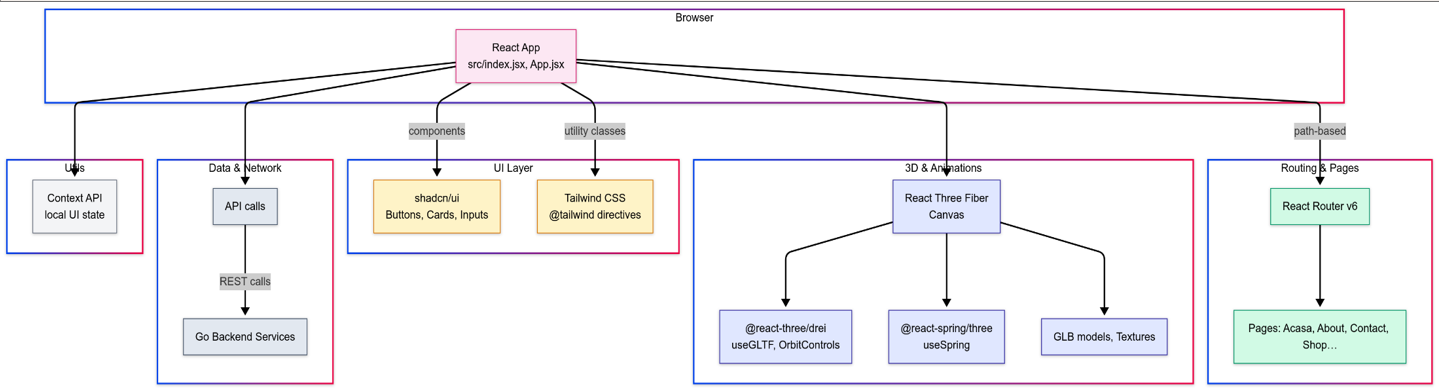 Browser
React App
src/index.jsx, App.jsx
components
utility classes
path-based
Utils
Data & Network
UI Layer
3D & Animations
Routing & Pages
Context API
local UI state
API calls
shadcn/ui
Buttons, Cards, Inputs
Tailwind CSS
@tailwind directives
React Three Fiber
Canvas
React Router v6
REST calls
Go Backend Services
@react-three/drei
useGLTF, OrbitControls
@react-spring/three
useSpring
GLB models, Textures
Pages: Acasa, About, Contact,
Shop…